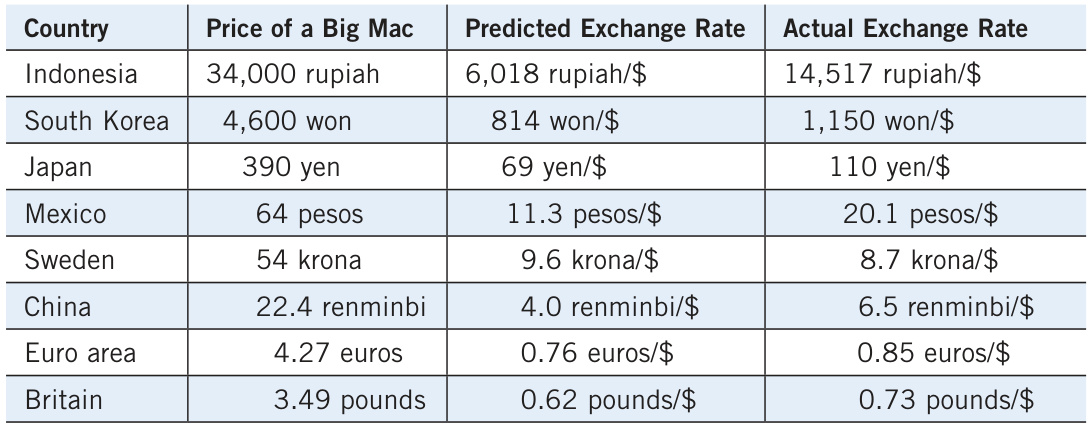 Country Price of a Big Mac Predicted Exchange Rate Actual Exchange Rate
Indonesia 34,000 rupiah 6,018 rupiah/$ 14,517 rupiah/$
South Korea 4,600 won 814 won/$ 1,150 won/$
Japan 390 yen 69 yen/$ 110 yen/$
Mexico 64 pesos 11.3 pesos/$ 20.1 pesos/$
Sweden 54 krona 9.6 krona/$ 8.7 krona/$
China 22.4 renminbi 4.0 renminbi/$ 6.5 renminbi/$
Euro area 4.27 euros 0.76 euros/$ 0.85 euros/$
Britain 3.49 pounds 0.62 pounds/$ 0.73 pounds/$